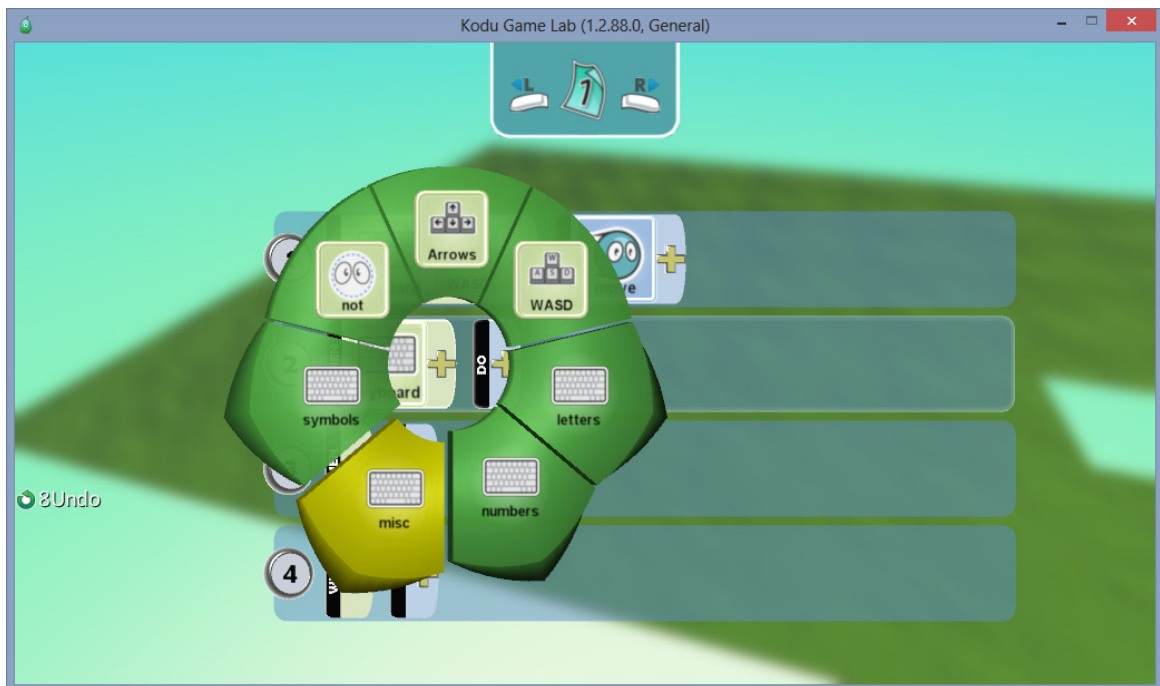 Kodu Game Lab (1.2.88.0, General)
L 1 R
Arrows
not
WASD
move
DO
symbols
letters
misc
numbers
8Undo
4